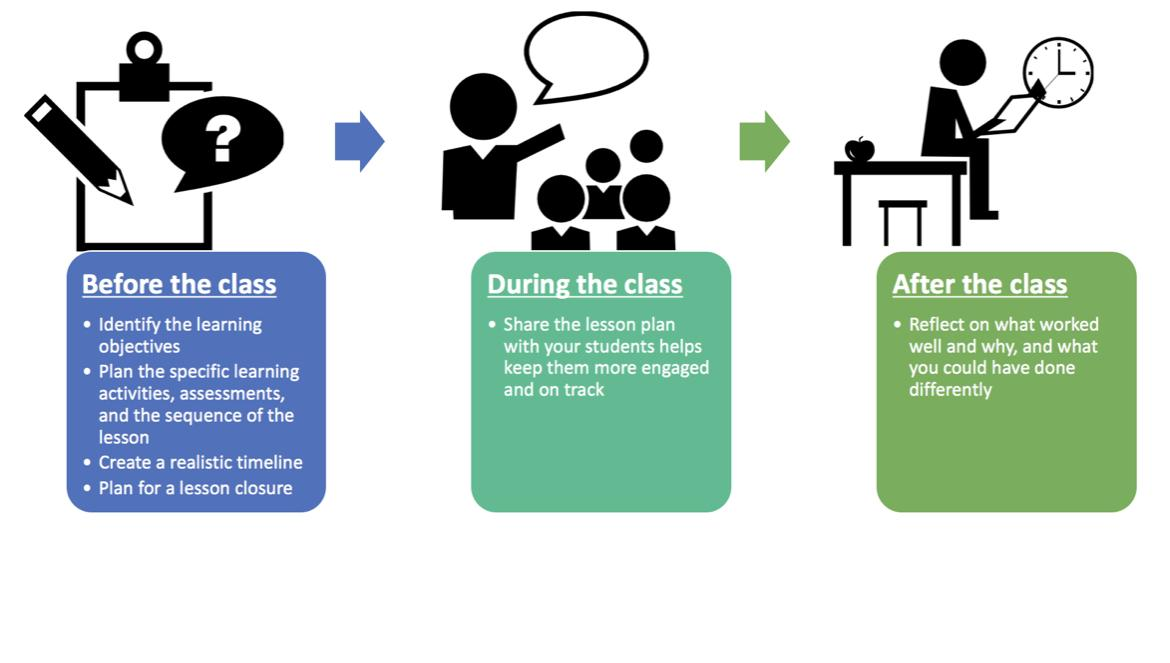 ?
Before the class
• Identify the learning
objectives
• Plan the specific learning
activities, assessments,
and the sequence of the
lesson
• Create a realistic timeline
• Plan for a lesson closure
During the class
• Share the lesson plan
with your students helps
keep them more engaged
and on track
After the class
• Reflect on what worked
well and why, and what
you could have done
differently